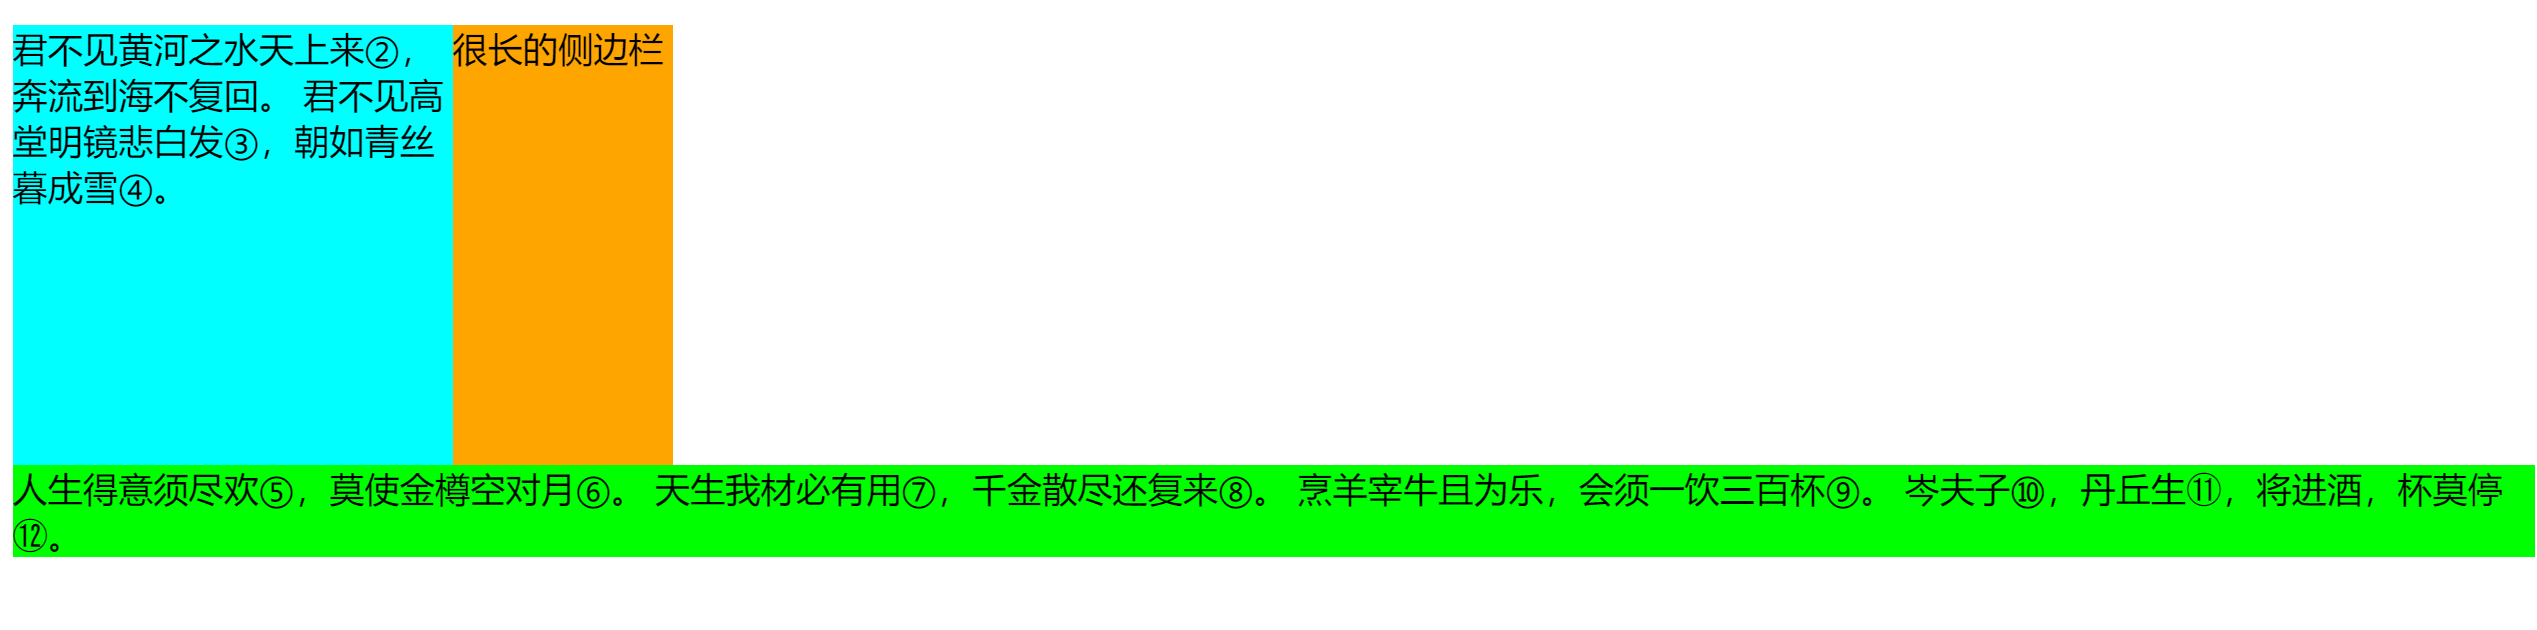 君不见黄河之水天上来②，
奔流到海不复回。 君不见高
堂明镜悲白发③，朝如青丝
暮成雪④。
很长的侧边栏
人生得意须尽欢⑤，莫使金樽空对月⑥。 天生我材必有用⑦，千金散尽还复来⑧。 烹羊宰牛且为乐，会须一饮三百杯⑨。 岑夫子⑩，丹丘生⑪，将进酒，杯莫停
⑫。